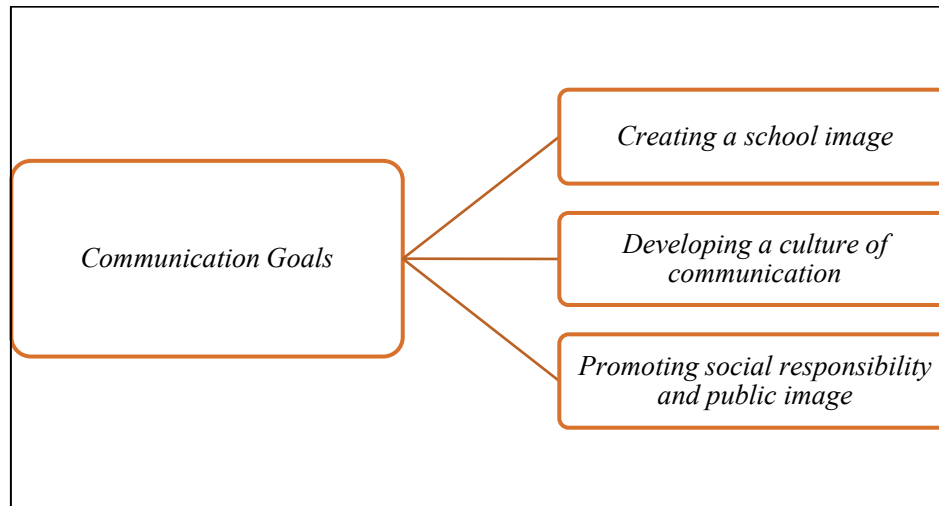 Communication Goals
Creating a school image
Developing a culture of
communication
Promoting social responsibility
and public image